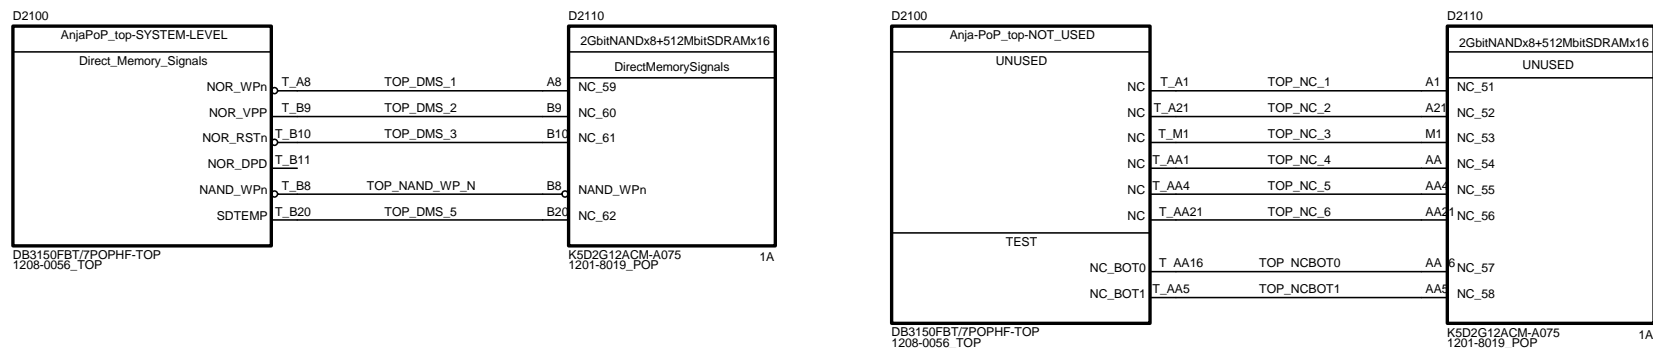 D2100 D2110
AnjaPoP_top-SYSTEM-LEVEL 2GbitNANDx8+512MbitSDRAMx16
Direct_Memory_Signals DirectMemorySignals
NOR_WPn T_A8 TOP_DMS_1 A8 NC_59
NOR_VPP T_B9 TOP_DMS_2 B9 NC_60
NOR_RSTn T_B10 TOP_DMS_3 B10 NC_61
NOR_DPD T_B11
NAND_WPn T_B8 TOP_NAND_WP_N B8 NAND_WPn
SDTEMP T_B20 TOP_DMS_5 B20 NC_62
DB3150FBT/7POPHF-TOP K5D2G12ACM-A075 1A
1208-0056_TOP 1201-8019_POP
D2100 D2110
Anja-PoP_top-NOT_USED 2GbitNANDx8+512MbitSDRAMx16
UNUSED UNUSED
NC T_A1 TOP_NC_1 A1 NC_51
NC T_A21 TOP_NC_2 A21 NC_52
NC T_M1 TOP_NC_3 M1 NC_53
NC T_AA1 TOP_NC_4 AA NC_54
NC T_AA4 TOP_NC_5 AA4 NC_55
NC T_AA21 TOP_NC_6 AA21 NC_56
TEST
NC_BOT0 T_AA16 TOP_NCBOT0 AA 6 NC_57
NC_BOT1 T_AA5 TOP_NCBOT1 AA5 NC_58
DB3150FBT/7POPHF-TOP K5D2G12ACM-A075 1A
1208-0056_TOP 1201-8019_POP